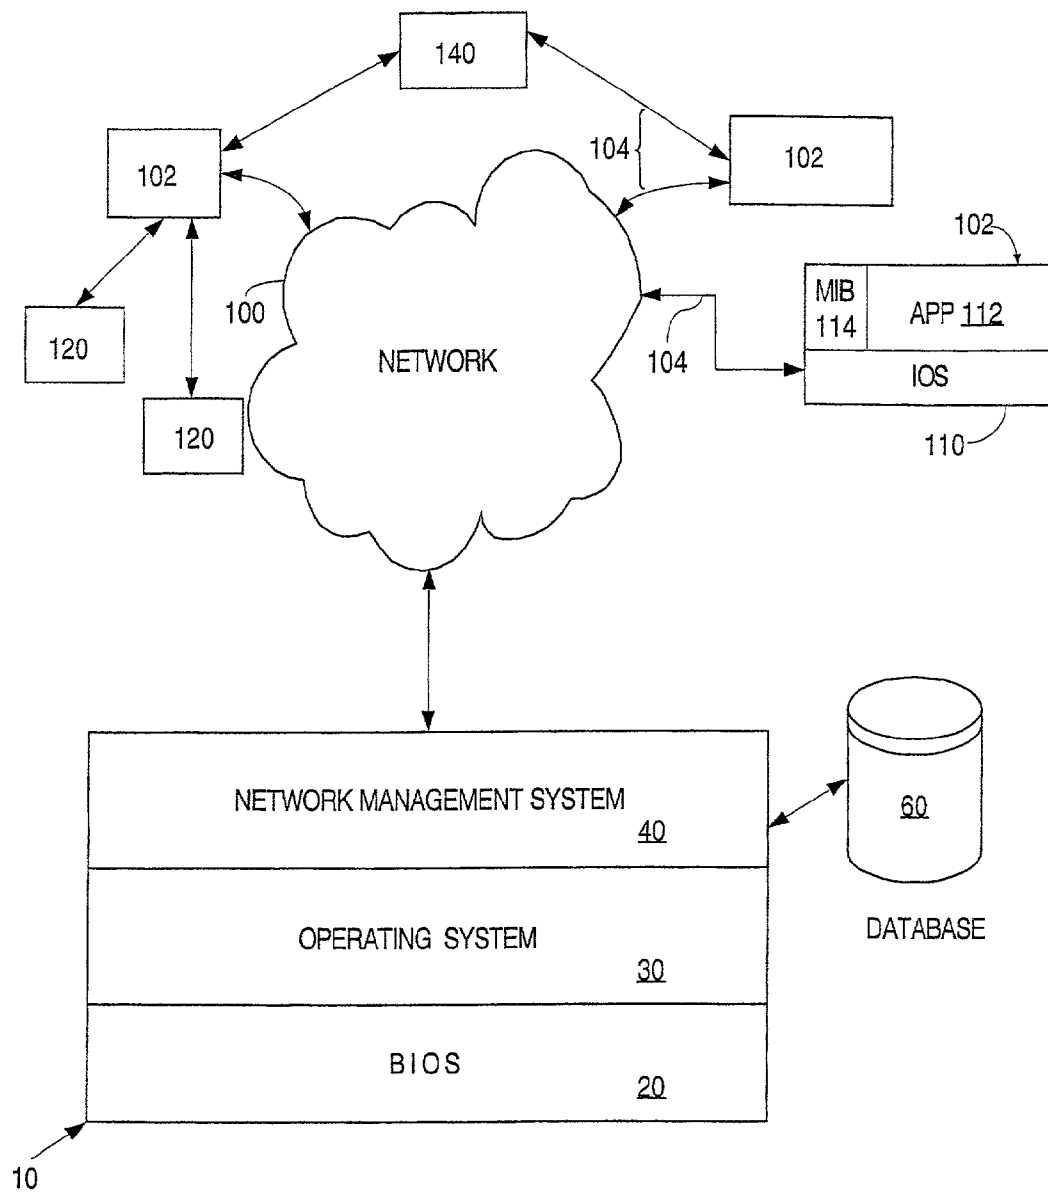 140
104
102
102
102
MIB
114
APP 112
100
120
NETWORK
104
IOS
120
110
NETWORK MANAGEMENT SYSTEM
40
60
OPERATING SYSTEM
30
DATABASE
BIOS
20
10